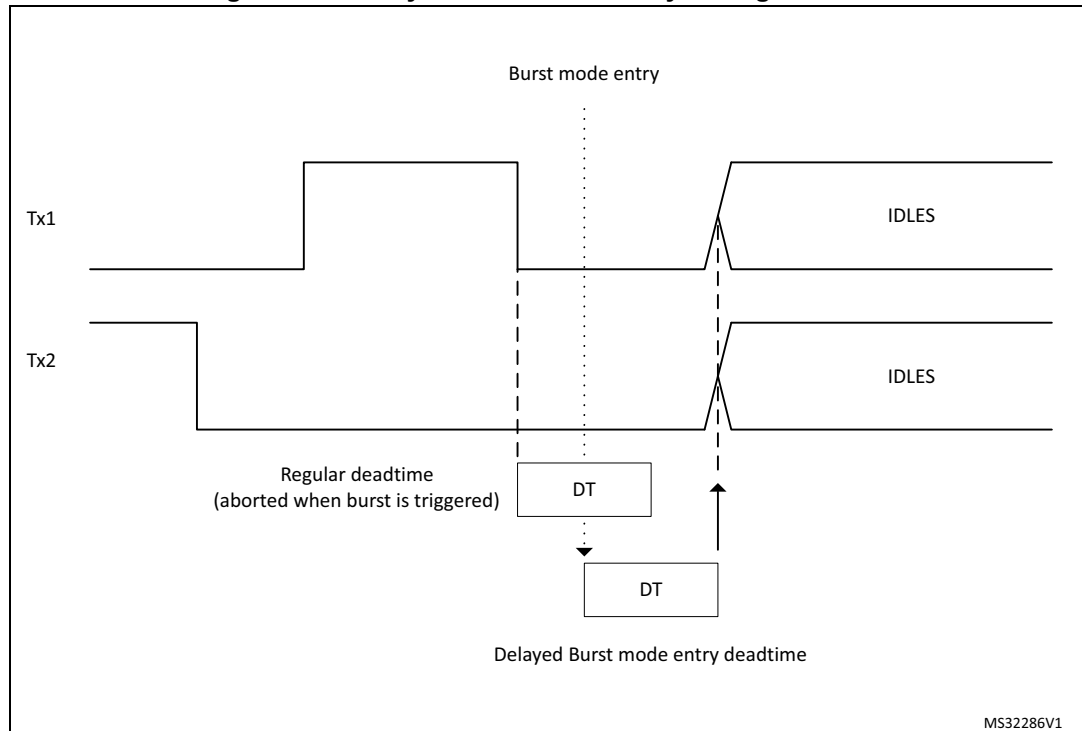 Burst mode entry
Tx1
IDLES
Tx2
IDLES
Regular deadtime
(aborted when burst is triggered)
DT
DT
Delayed Burst mode entry deadtime
MS32286V1